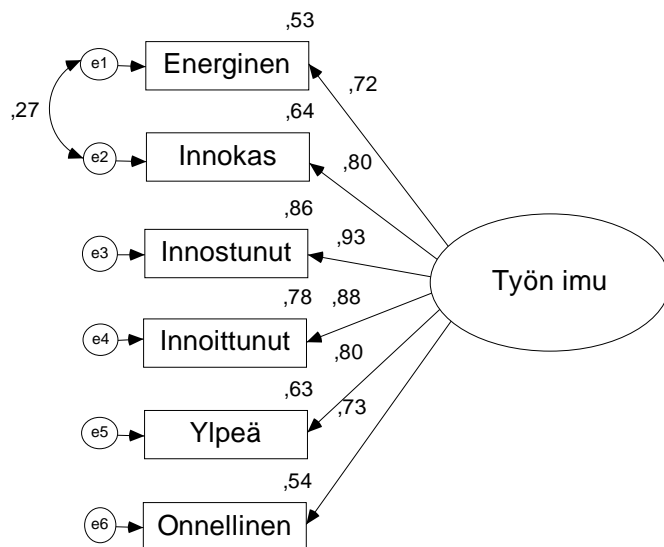 ,53
e1
Energinen
,72
,27
,64
e2
Innokas
,80
,86
e3
Innostunut
,93
Työn imu
,78
,88
e4
Innoittunut
,80
,63
,73
e5
Ylpeä
,54
e6
Onnellinen